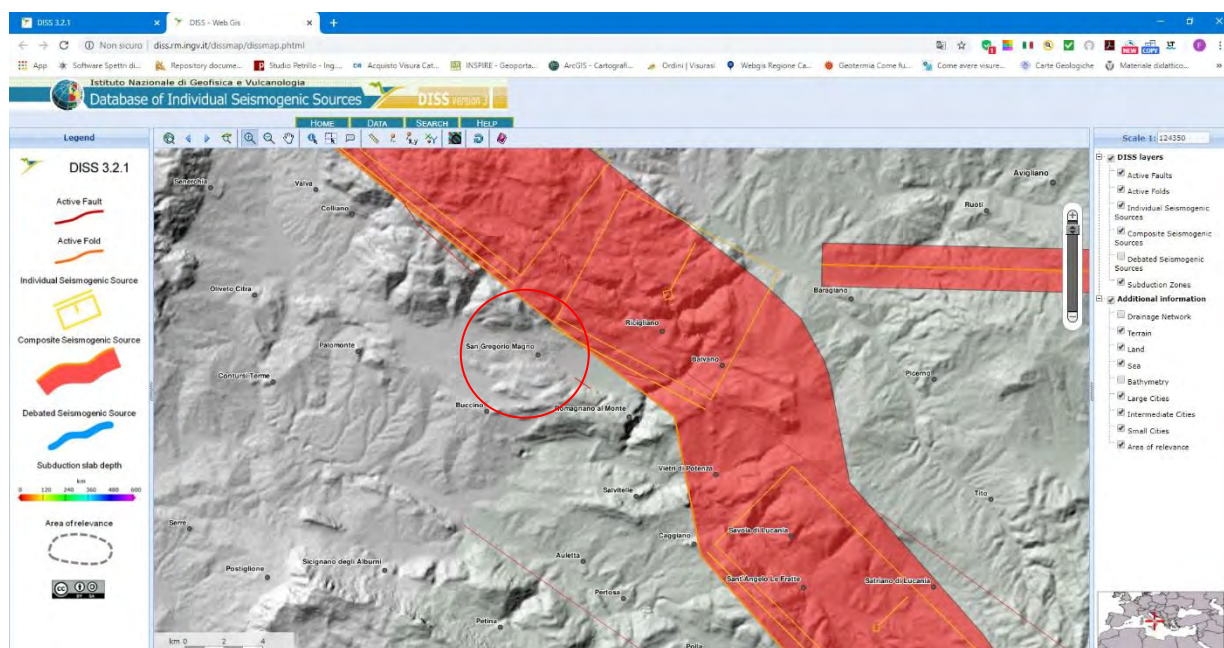 DISS 3.2.1
DISS - Web Gis
Non sicuro | diss.rm.ingv.it/dissmap/dissmap.phtml
App
Software Spettri di...
Repository docume...
Studio Petrillo - Ing...
Acquisto Visura Cat...
INSPIRE - Geoporta...
ArcGIS - Cartografi...
Ordini | Visurasi
Webgis Regione Ca...
Geotermia Come fu...
Come avere visure...
Carte Geologiche
Materiale didattico...
Istituto Nazionale di Geofisica e Vulcanologia
Database of Individual Seismogenic Sources
DISS version 3
HOME DATA SEARCH HELP
Legend
DISS 3.2.1
Active Fault
Active Fold
Individual Seismogenic Source
Composite Seismogenic Source
Debated Seismogenic Source
Subduction slab depth
km
0 120 240 360 480 600
Area of relevance
CC BY SA
Senerchia
Valva
Colliano
Avigliano
Ruoti
Oliveto Citra
Baragiano
Ricigliano
San Gregorio Magno
Palomonte
Balvano
Contursi Terme
Picerno
Buccino
Romagnano al Monte
Vietri di Potenza
Salvitelle
Tito
Serre
Savoia di Lucania
Caggiano
Auletta
Sicignano degli Alburni
Postiglione
Sant'Angelo Le Fratte
Satriano di Lucania
Pertosa
Petina
Polla
km 0 2 4
Scale 1: 124350
DISS layers
Active Faults
Active Folds
Individual Seismogenic
Sources
Composite Seismogenic
Sources
Debated Seismogenic
Sources
Subduction Zones
Additional information
Drainage Network
Terrain
Land
Sea
Bathymetry
Large Cities
Intermediate Cities
Small Cities
Area of relevance